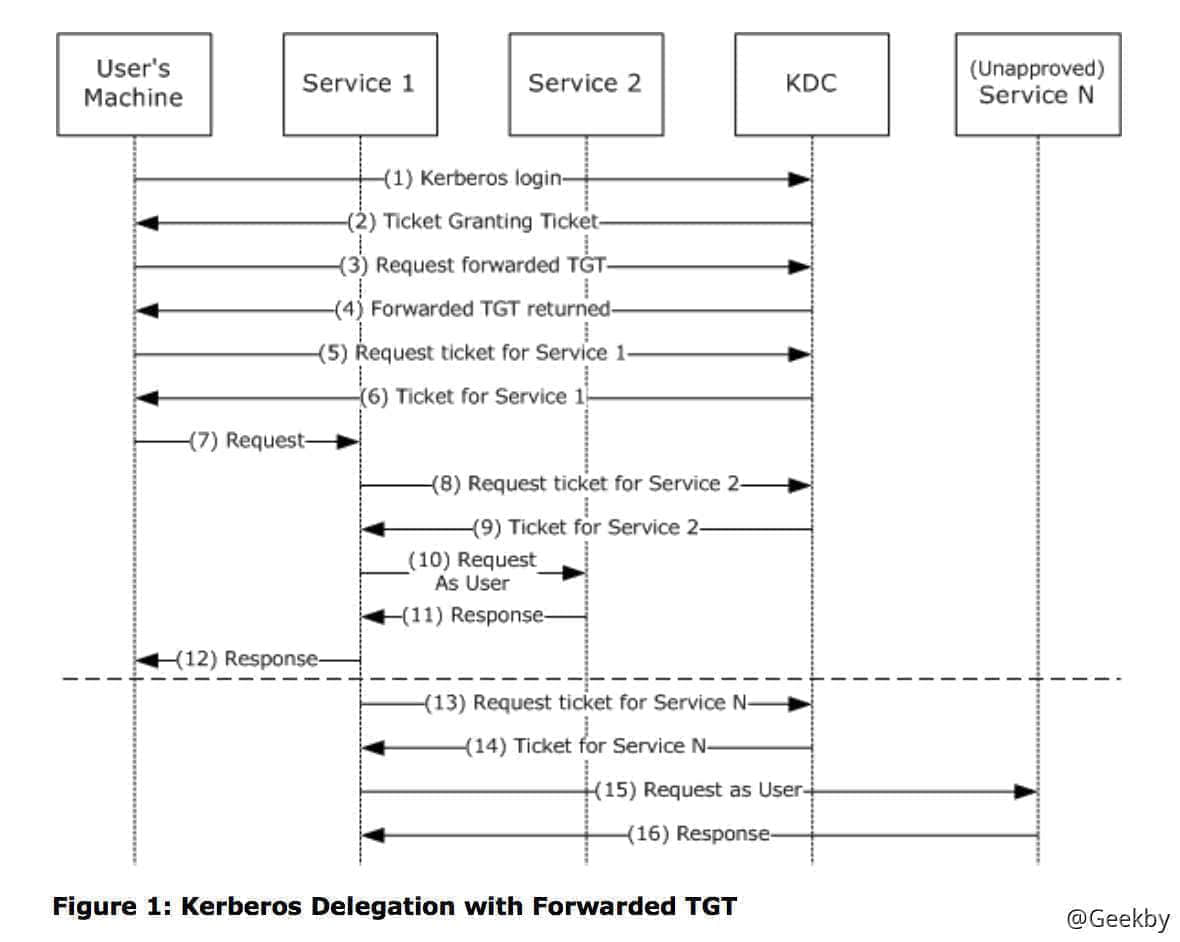 User's
Machine
Service 1
Service 2
KDC
(Unapproved)
Service N
(1) Kerberos login
(2) Ticket Granting Ticket
(3) Request forwarded TGT
(4) Forwarded TGT returned
(5) Request ticket for Service 1
(6) Ticket for Service 1
(7) Request
(8) Request ticket for Service 2
(9) Ticket for Service 2
(10) Request
As User
(11) Response
(12) Response
(13) Request ticket for Service N
(14) Ticket for Service N
(15) Request as User
(16) Response
Figure 1: Kerberos Delegation with Forwarded TGT
@Geekby